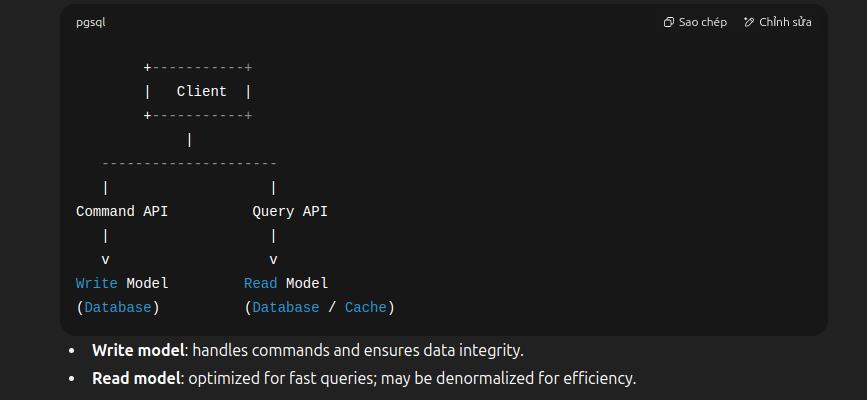 pgsql Sao chép Chỉnh sửa
+-----------+
| Client |
+-----------+
|
---------------------
| |
Command API Query API
| |
v v
Write Model Read Model
(Database) (Database / Cache)
• Write model: handles commands and ensures data integrity.
• Read model: optimized for fast queries; may be denormalized for efficiency.